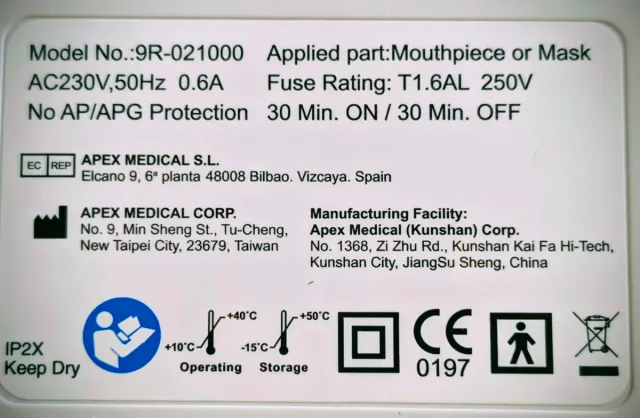 Model No.:9R-021000 Applied part:Mouthpiece or Mask
AC230V,50Hz 0.6A Fuse Rating: T1.6AL 250V
No AP/APG Protection 30 Min. ON / 30 Min. OFF
EC REP APEX MEDICAL S.L.
Elcano 9, 6ª planta 48008 Bilbao. Vizcaya. Spain
APEX MEDICAL CORP.
No. 9, Min Sheng St., Tu-Cheng,
New Taipei City, 23679, Taiwan
Manufacturing Facility:
Apex Medical (Kunshan) Corp.
No. 1368, Zi Zhu Rd., Kunshan Kai Fa Hi-Tech,
Kunshan City, JiangSu Sheng, China
IP2X
Keep Dry
+40°C
+10°C
Operating
+50°C
-15°C
Storage
CE
0197